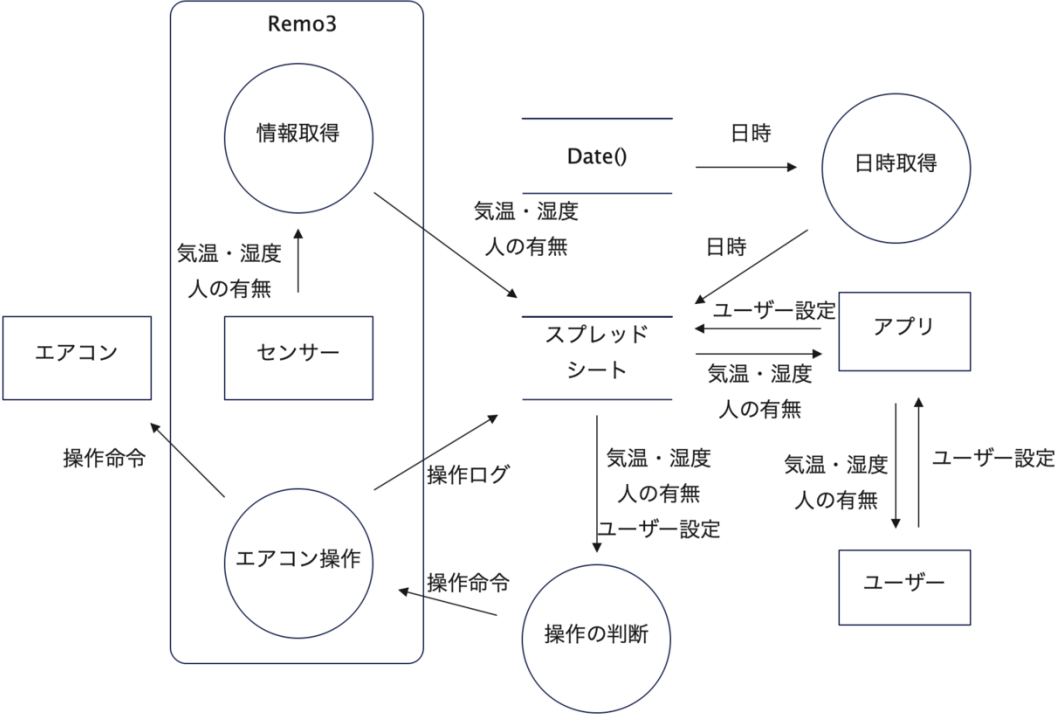 Remo3
情報取得
Date()
日時
日時取得
気温・湿度
人の有無
気温・湿度
人の有無
日時
エアコン
センサー
スプレッド
シート
ユーザー設定
アプリ
気温・湿度
人の有無
操作命令
操作ログ
気温・湿度
人の有無
ユーザー設定
気温・湿度
人の有無
ユーザー設定
エアコン操作
操作命令
操作の判断
ユーザー